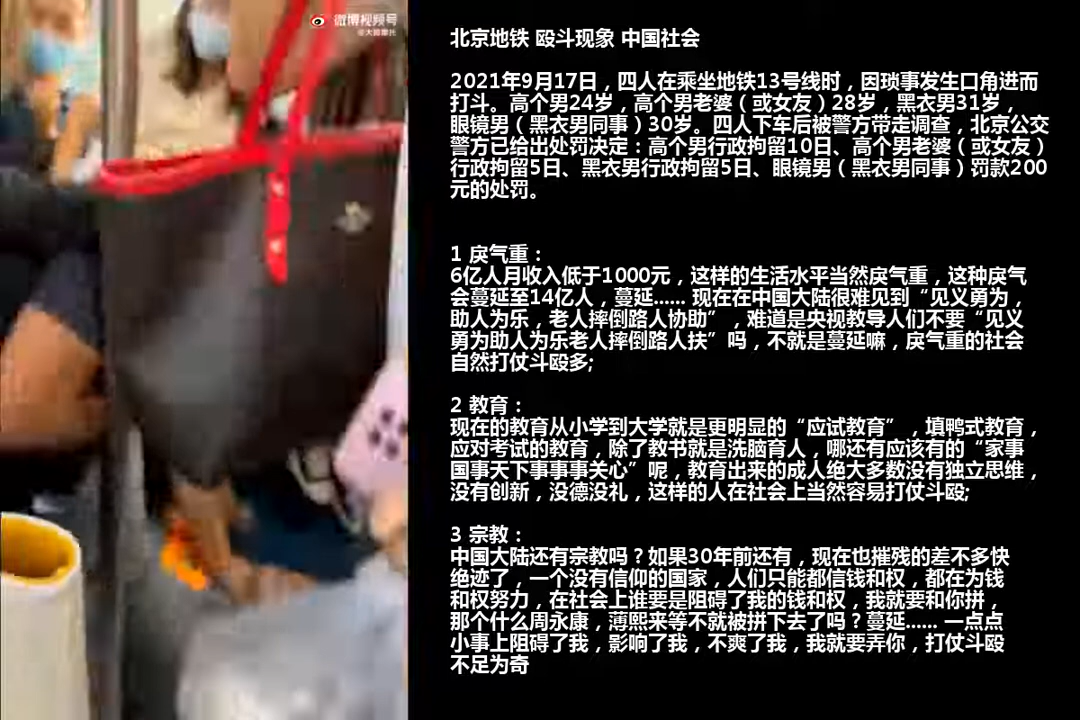 微博视频号
北京地铁 殴斗现象 中国社会
2021年9月17日，四人在乘坐地铁13号线时，因琐事发生口角进而
打斗。高个男24岁，高个男老婆（或女友）28岁，黑衣男31岁，
眼镜男（黑衣男同事）30岁。四人下车后被警方带走调查，北京公交
警方已给出处罚决定：高个男行政拘留10日、高个男老婆（或女友）
行政拘留5日、黑衣男行政拘留5日、眼镜男（黑衣男同事）罚款200
元的处罚。
1 戾气重：
6亿人月收入低于1000元，这样的生活水平当然戾气重，这种戾气
会蔓延至14亿人，蔓延...... 现在在中国大陆很难见到“见义勇为，
助人为乐，老人摔倒路人协助”，难道是央视教导人们不要“见义
勇为助人为乐老人摔倒路人扶”吗，不就是蔓延嘛，戾气重的社会
自然打仗斗殴多;
2 教育：
现在的教育从小学到大学就是更明显的“应试教育”，填鸭式教育，
应对考试的教育，除了教书就是洗脑育人，哪还有应该有的“家事
国事天下事事事关心”呢，教育出来的成人绝大多数没有独立思维，
没有创新，没德没礼，这样的人在社会上当然容易打仗斗殴;
3 宗教：
中国大陆还有宗教吗？如果30年前还有，现在也摧残的差不多快
绝迹了，一个没有信仰的国家，人们只能都信钱和权，都在为钱
和权努力，在社会上谁要是阻碍了我的钱和权，我就要和你拼，
那个什么周永康，薄熙来等不就被拼下去了吗？蔓延...... 一点点
小事上阻碍了我，影响了我，不爽了我，我就要弄你，打仗斗殴
不足为奇